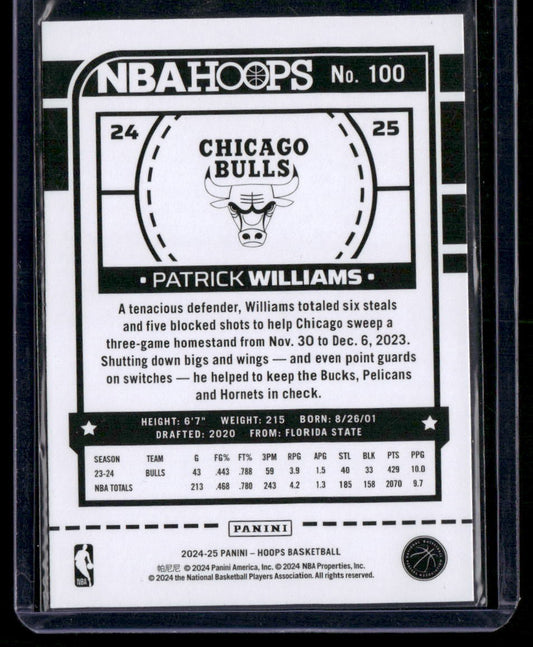 NBA HOOPS No. 100
24 25
CHICAGO
BULLS
• PATRICK WILLIAMS •
A tenacious defender, Williams totaled six steals
and five blocked shots to help Chicago sweep a
three-game homestand from Nov. 30 to Dec. 6, 2023.
Shutting down bigs and wings — and even point guards
on switches — he helped to keep the Bucks, Pelicans
and Hornets in check.
HEIGHT: 6'7" WEIGHT: 215 BORN: 8/26/01
DRAFTED: 2020 FROM: FLORIDA STATE
SEASON TEAM G FG% FT% 3PM RPG APG STL BLK PTS PPG
23-24 BULLS 43 .443 .788 59 3.9 1.5 40 33 429 10.0
NBA TOTALS 213 .468 .780 243 4.2 1.3 185 158 2070 9.7
PANINI
2024-25 PANINI – HOOPS BASKETBALL
帕尼尼 © 2024 Panini America, Inc. © 2024 NBA Properties, Inc.
© 2024 the National Basketball Players Association. All rights reserved.
NBA